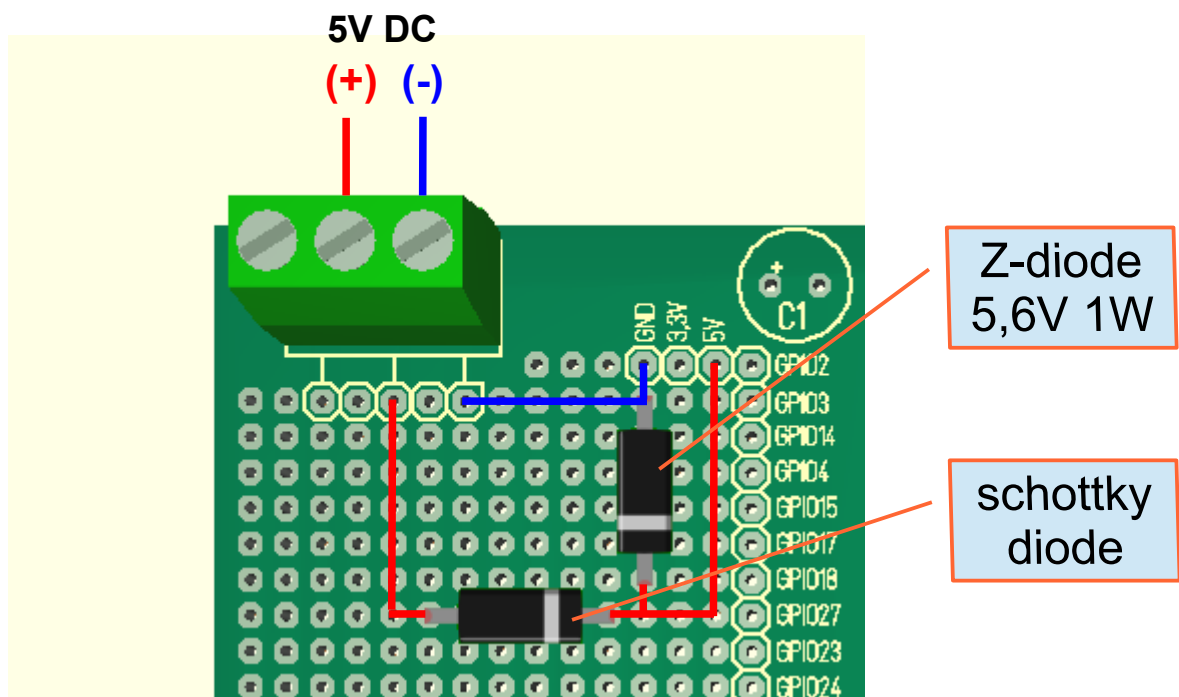 5V DC
(+) (-)
Z-diode
5,6V 1W
+
C1
GND
3,3V
5V
GPIO2
GPIO3
GPIO14
GPIO4
GPIO15
GPIO17
GPIO18
schottky
diode
GPIO27
GPIO23
GPIO24